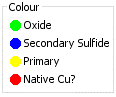 Colour
Oxide
Secondary Sulfide
Primary
Native Cu?